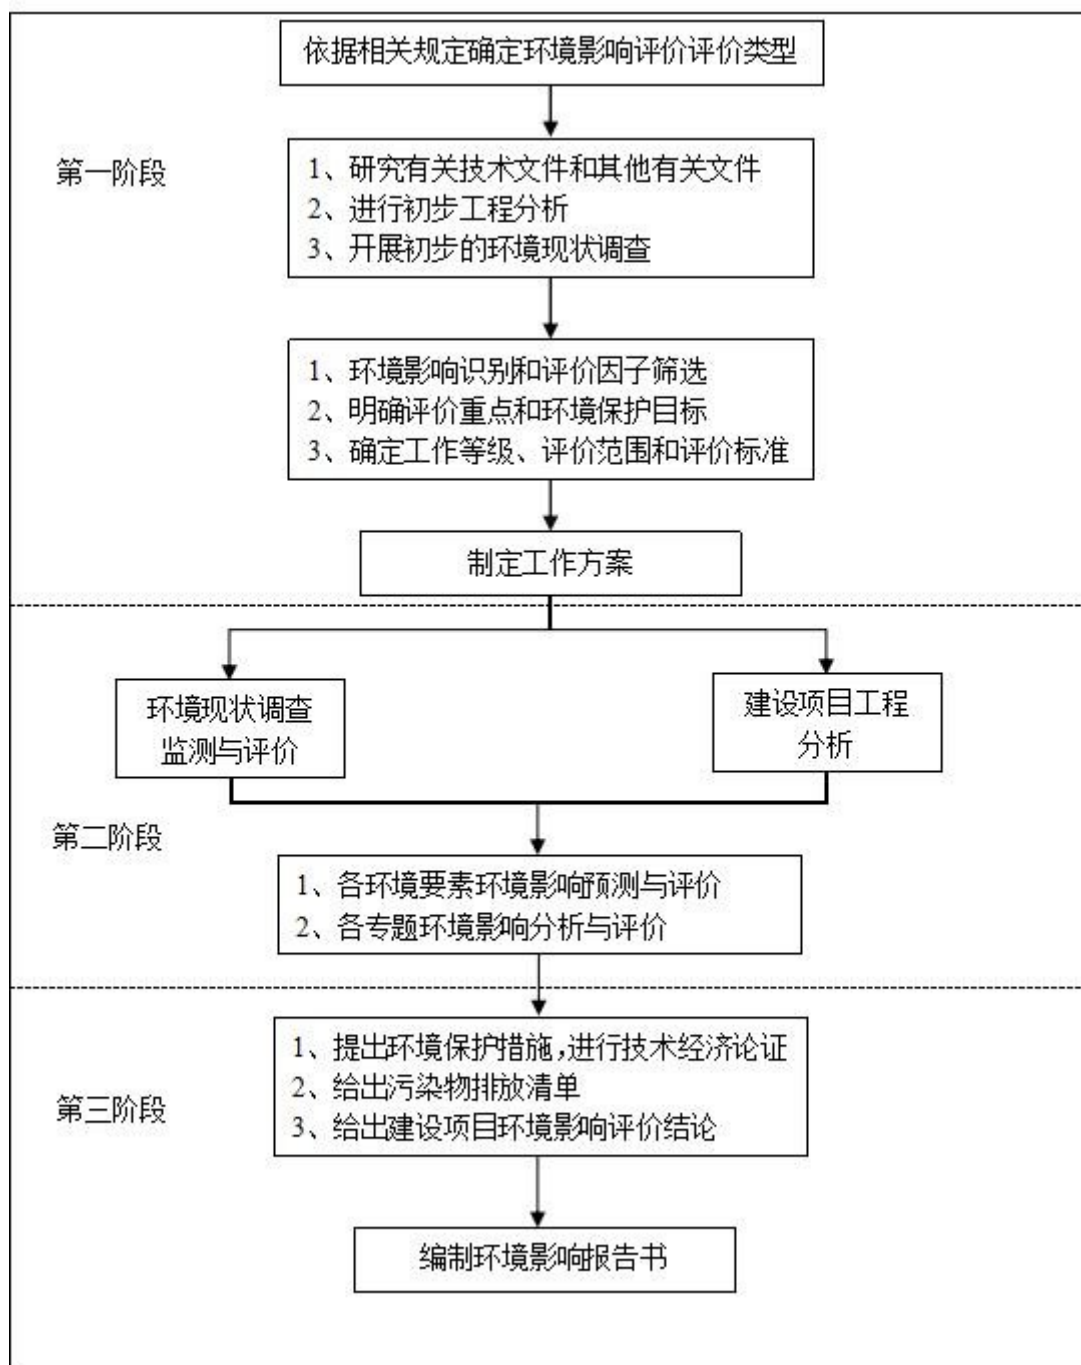 依据相关规定确定环境影响评价评价类型
第一阶段
1、研究有关技术文件和其他有关文件
2、进行初步工程分析
3、开展初步的环境现状调查
1、环境影响识别和评价因子筛选
2、明确评价重点和环境保护目标
3、确定工作等级、评价范围和评价标准
制定工作方案
环境现状调查
监测与评价
建设项目工程
分析
第二阶段
1、各环境要素环境影响预测与评价
2、各专题环境影响分析与评价
第三阶段
1、提出环境保护措施,进行技术经济论证
2、给出污染物排放清单
3、给出建设项目环境影响评价结论
编制环境影响报告书